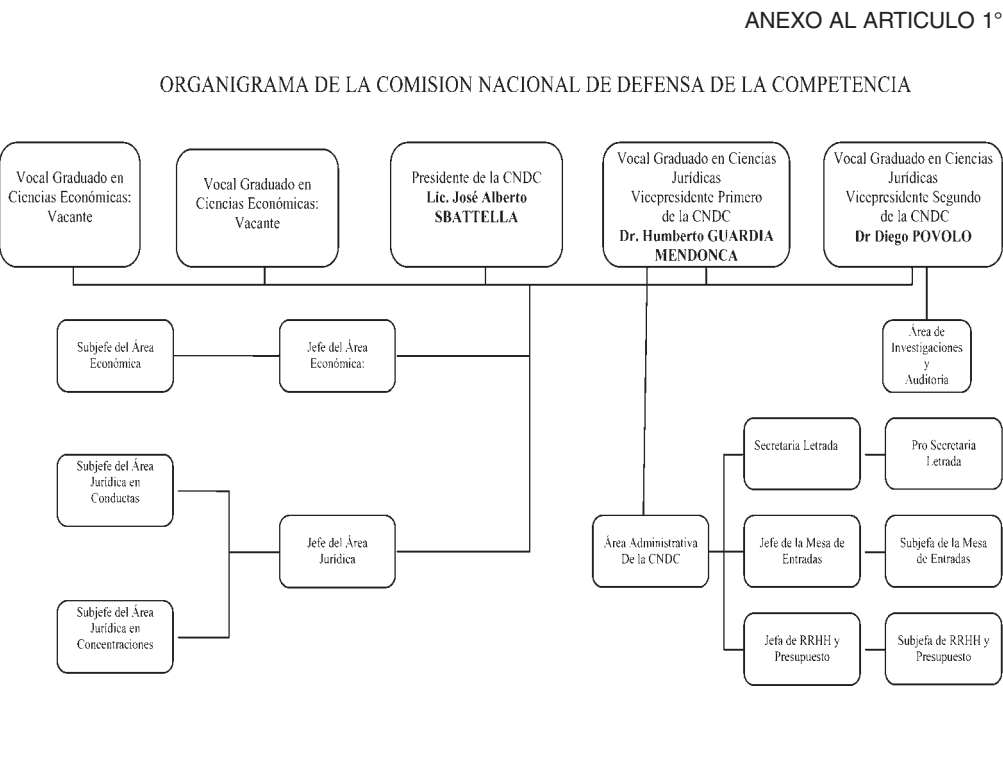 ANEXO AL ARTICULO 1°
ORGANIGRAMA DE LA COMISION NACIONAL DE DEFENSA DE LA COMPETENCIA
Vocal Graduado en
Ciencias Económicas:
Vacante
Vocal Graduado en
Ciencias Económicas:
Vacante
Presidente de la CNDC
Lic. José Alberto
SBATTELLA
Vocal Graduado en Ciencias
Jurídicas
Vicepresidente Primero
de la CNDC
Dr. Humberto GUARDIA
MENDONCA
Vocal Graduado en Ciencias
Jurídicas
Vicepresidente Segundo
de la CNDC
Dr Diego POVOLO
Subjefe del Área
Económica
Jefe del Área
Económica:
Área de
Investigaciones
y
Auditoria
Subjefe del Área
Jurídica en
Conductas
Jefe del Área
Jurídica
Subjefe del Área
Jurídica en
Concentraciones
Área Administrativa
De la CNDC
Secretaria Letrada
Pro Secretaria
Letrada
Jefe de la Mesa de
Entradas
Subjefa de la Mesa
de Entradas
Jefa de RRHH y
Presupuesto
Subjefa de RRHH y
Presupuesto